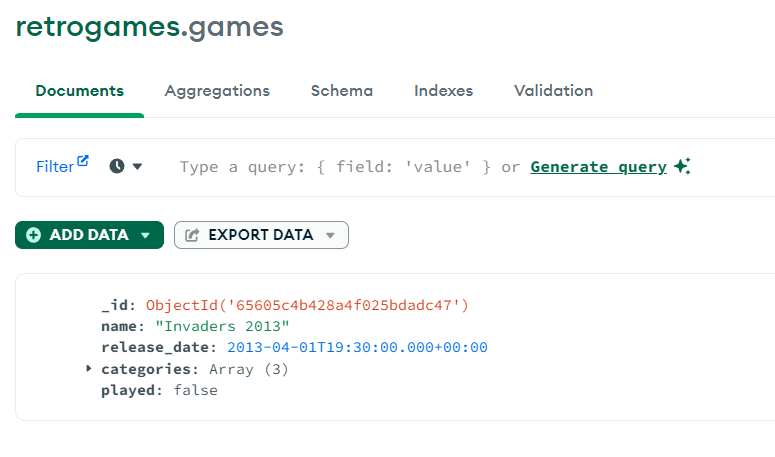 retrogames.games
Documents Aggregations Schema Indexes Validation
Filter Type a query: { field: 'value' } or Generate query
ADD DATA EXPORT DATA
_id: ObjectId('65605c4b428a4f025bdadc47')
name: "Invaders 2013"
release_date: 2013-04-01T19:30:00.000+00:00
categories: Array (3)
played: false